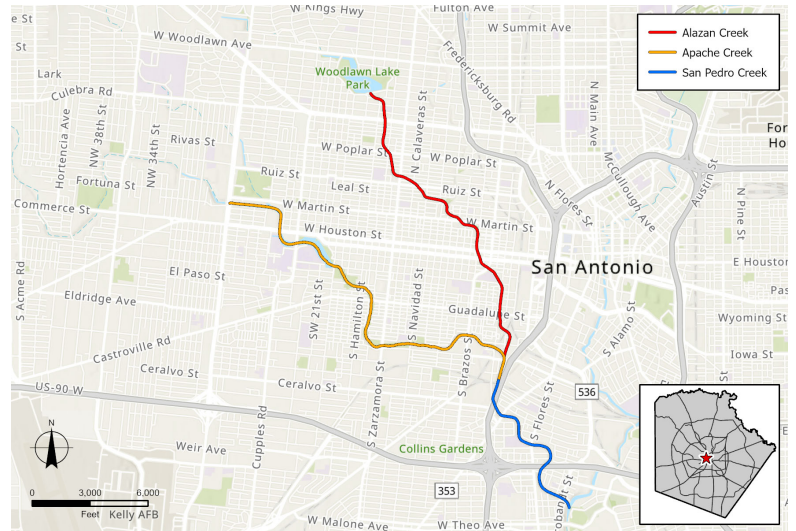 W Kings Hwy
Fulton Ave
W Summit Ave
W Woodlawn Ave
Fredericksburg Rd
Woodlawn Lake
Park
Lark
Culebra Rd
N Calaveras St
N Main Ave
McCullough Ave
Austin St
For
Ho
Hortencia Ave
NW 38th St
NW 34th St
Rivas St
W Poplar St
W Poplar St
Ruiz St
Leal St
Ruiz St
N Flores St
N Pine St
Fortuna St
Commerce St
W Martin St
W Martin St
W Houston St
San Antonio
E Houston
S Acme Rd
El Paso St
Eldridge Ave
SW 21st St
S Hamilton St
S Navidad St
Guadalupe St
S Alamo St
Pas
Wyoming St
Iowa St
Castroville Rd
Ceralvo St
Ceralvo St
S Brazos S
US-90 W
S Zarzamora St
S Flores St
536
Cupples Rd
Weir Ave
Collins Gardens
353
Kelly AFB
W Malone Ave
W Theo Ave
robandt St
Alazan Creek
Apache Creek
San Pedro Creek
N
0 3,000 6,000
Feet